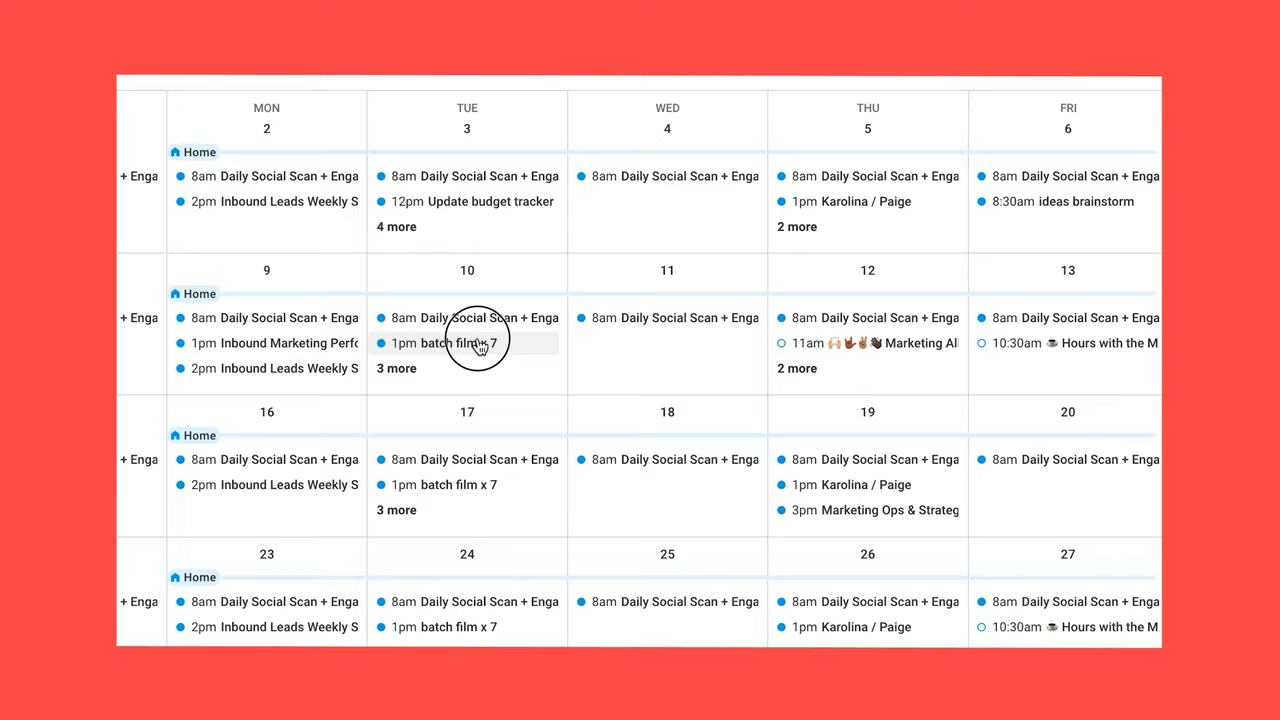 MON TUE WED THU FRI
2 3 4 5 6
Home
+ Enga 8am Daily Social Scan + Enga 8am Daily Social Scan + Enga 8am Daily Social Scan + Enga 8am Daily Social Scan + Enga 8am Daily Social Scan + Enga
2pm Inbound Leads Weekly S 12pm Update budget tracker 1pm Karolina / Paige 8:30am ideas brainstorm
4 more 2 more
9 10 11 12 13
Home
+ Enga 8am Daily Social Scan + Enga 8am Daily Social Scan + Enga 8am Daily Social Scan + Enga 8am Daily Social Scan + Enga 8am Daily Social Scan + Enga
1pm Inbound Marketing Perfo 1pm batch film x 7 11am 🙌🏼🤟🏾✌🏽👋🏿 Marketing Al 10:30am ☕ Hours with the M
2pm Inbound Leads Weekly S 3 more 2 more
16 17 18 19 20
Home
+ Enga 8am Daily Social Scan + Enga 8am Daily Social Scan + Enga 8am Daily Social Scan + Enga 8am Daily Social Scan + Enga 8am Daily Social Scan + Enga
2pm Inbound Leads Weekly S 1pm batch film x 7 1pm Karolina / Paige
3 more 3pm Marketing Ops & Strateg
23 24 25 26 27
Home
+ Enga 8am Daily Social Scan + Enga 8am Daily Social Scan + Enga 8am Daily Social Scan + Enga 8am Daily Social Scan + Enga 8am Daily Social Scan + Enga
2pm Inbound Leads Weekly S 1pm batch film x 7 1pm Karolina / Paige 10:30am ☕ Hours with the M